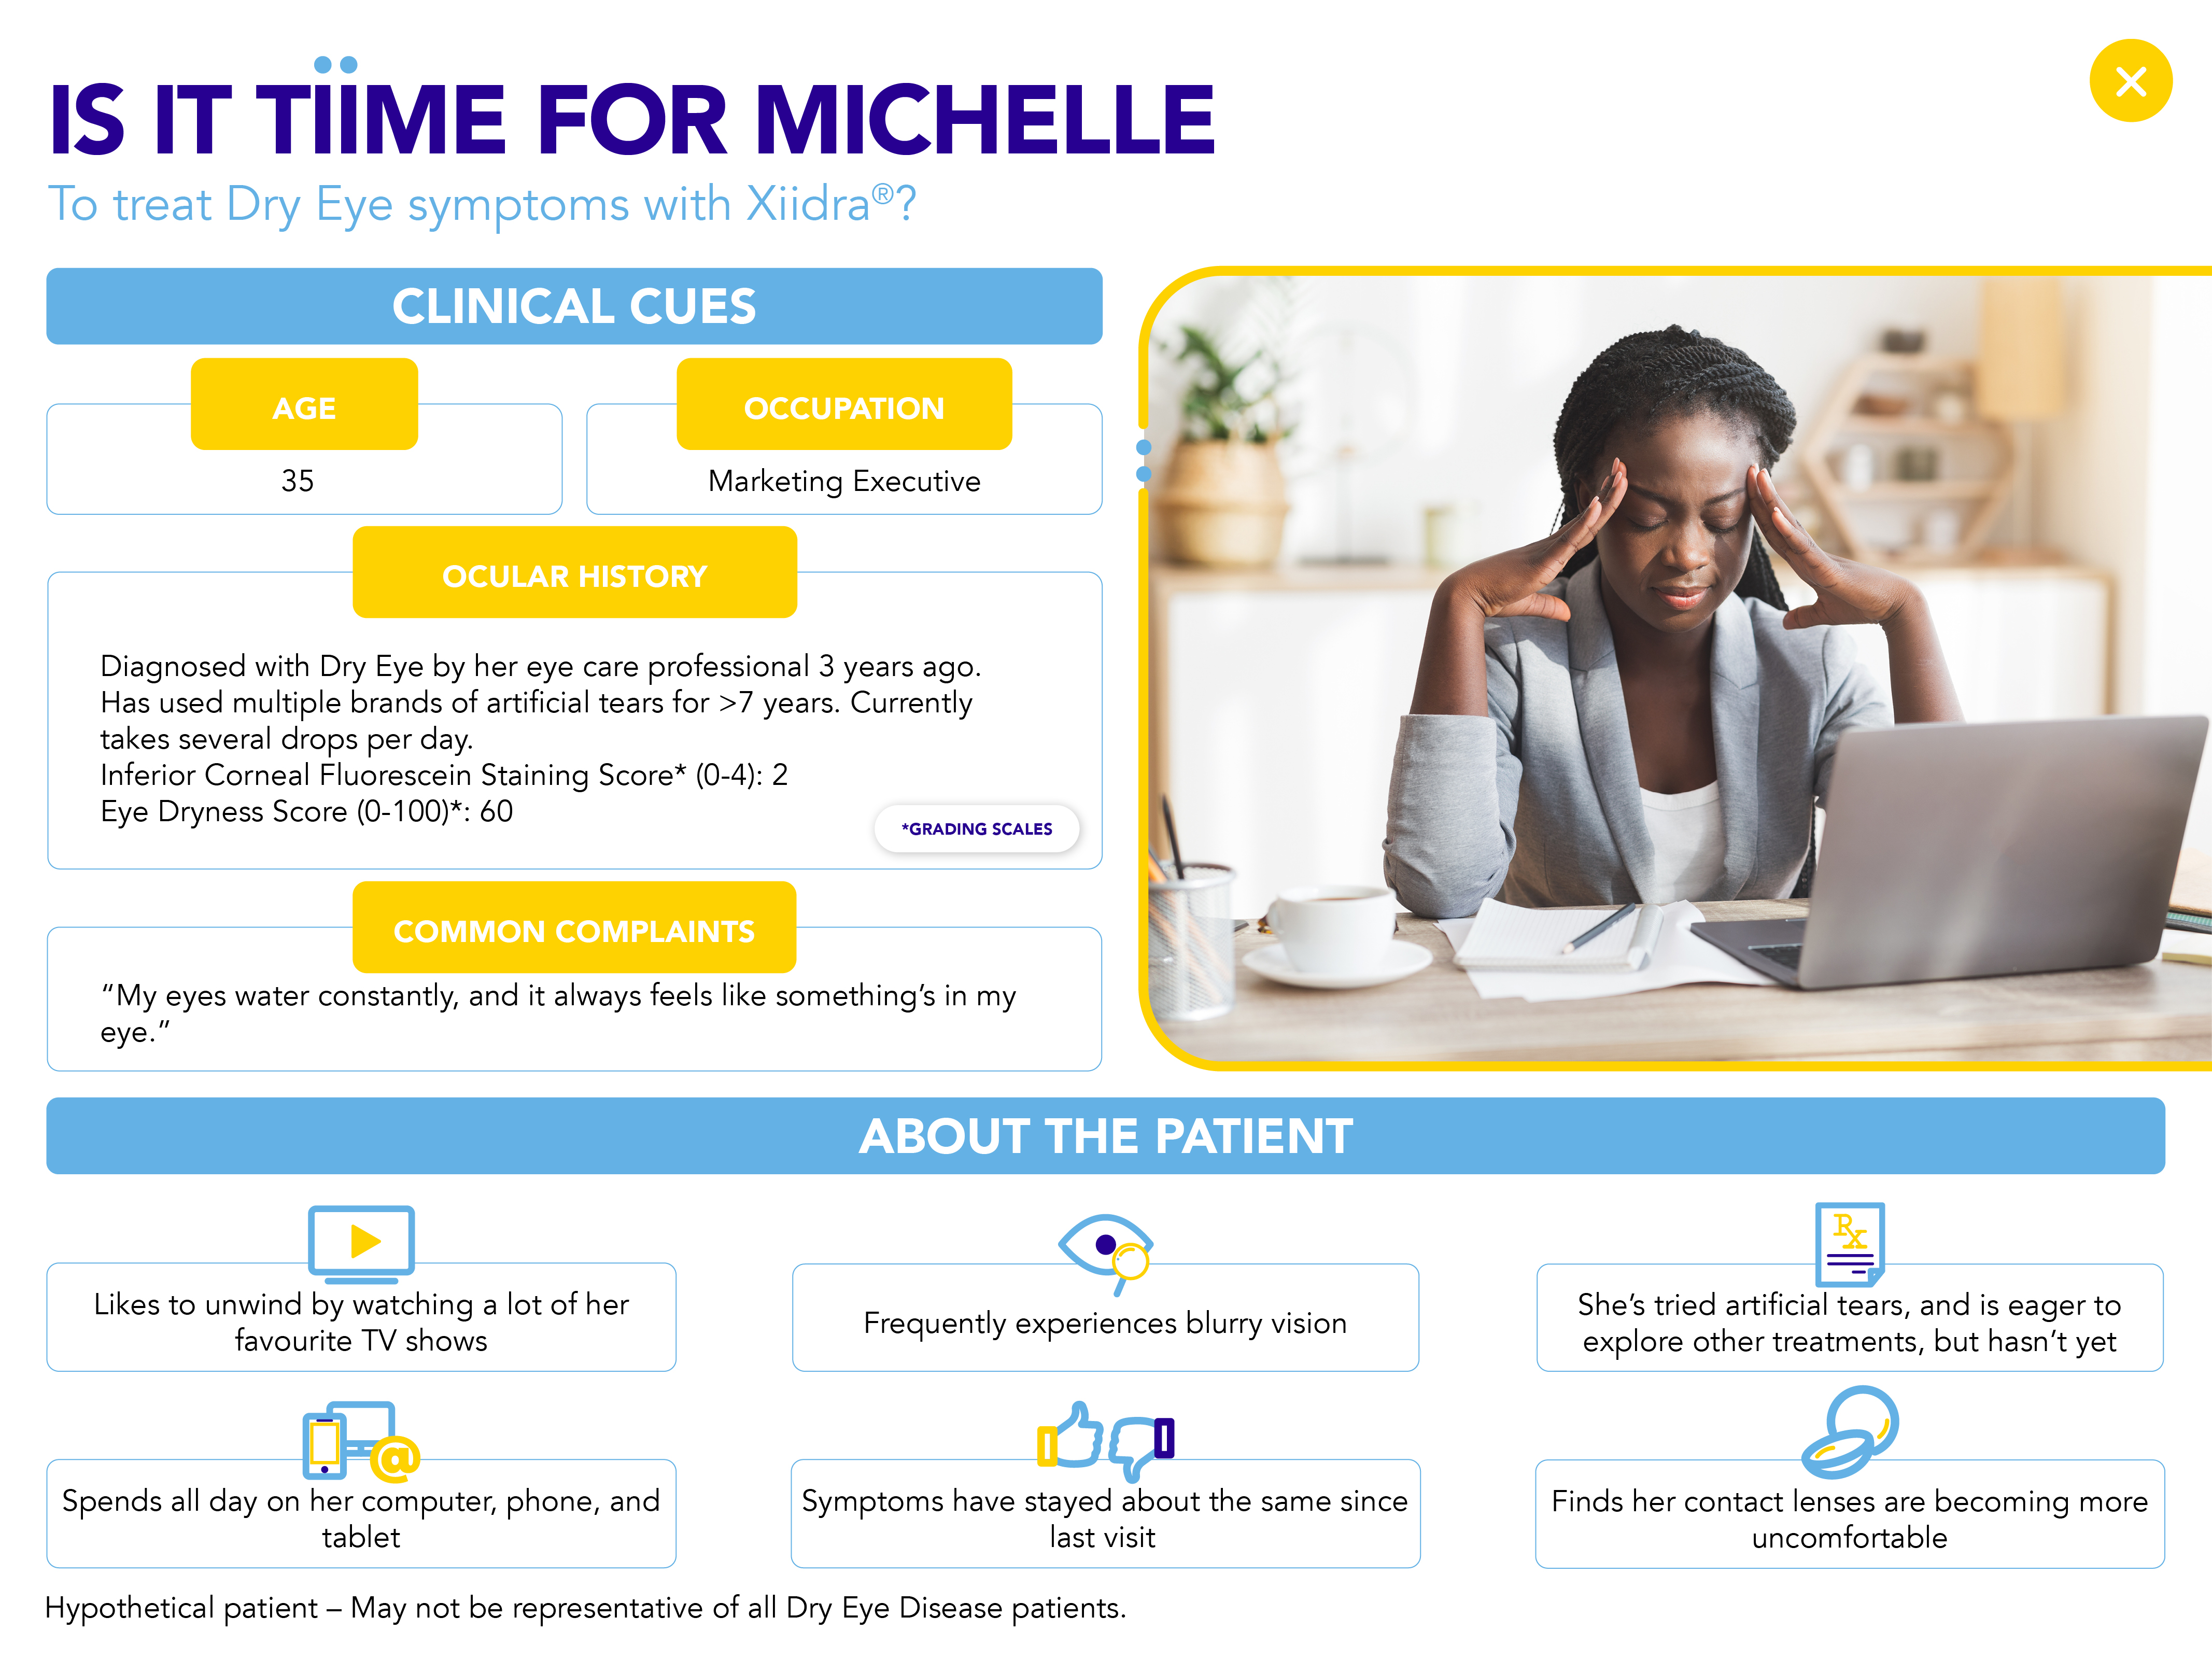 IS IT TïïME FOR MICHELLE
To treat Dry Eye symptoms with Xiidra®?
CLINICAL CUES
AGE
35
OCCUPATION
Marketing Executive
OCULAR HISTORY
Diagnosed with Dry Eye by her eye care professional 3 years ago.
Has used multiple brands of artificial tears for >7 years. Currently
takes several drops per day.
Inferior Corneal Fluorescein Staining Score* (0-4): 2
Eye Dryness Score (0-100)*: 60
*GRADING SCALES
COMMON COMPLAINTS
“My eyes water constantly, and it always feels like something’s in my
eye.”
ABOUT THE PATIENT
Likes to unwind by watching a lot of her
favourite TV shows
Frequently experiences blurry vision
Rx
She’s tried artificial tears, and is eager to
explore other treatments, but hasn’t yet
@
Spends all day on her computer, phone, and
tablet
Symptoms have stayed about the same since
last visit
Finds her contact lenses are becoming more
uncomfortable
Hypothetical patient – May not be representative of all Dry Eye Disease patients.